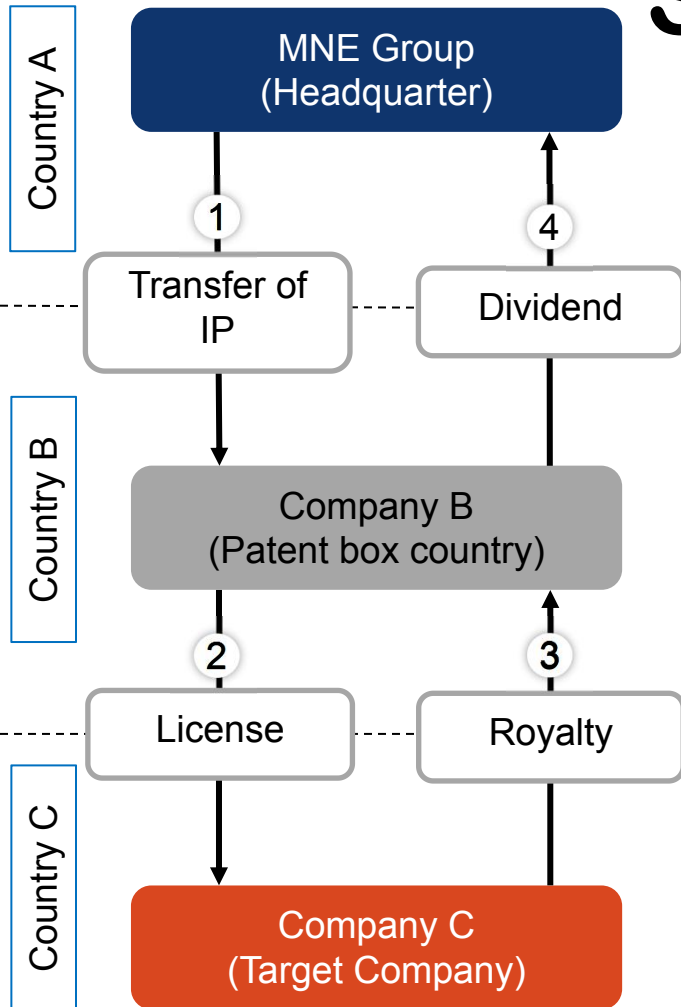 Country A
MNE Group
(Headquarter)
1
4
Transfer of
IP
Dividend
Country B
Company B
(Patent box country)
2
3
License
Royalty
Country C
Company C
(Target Company)